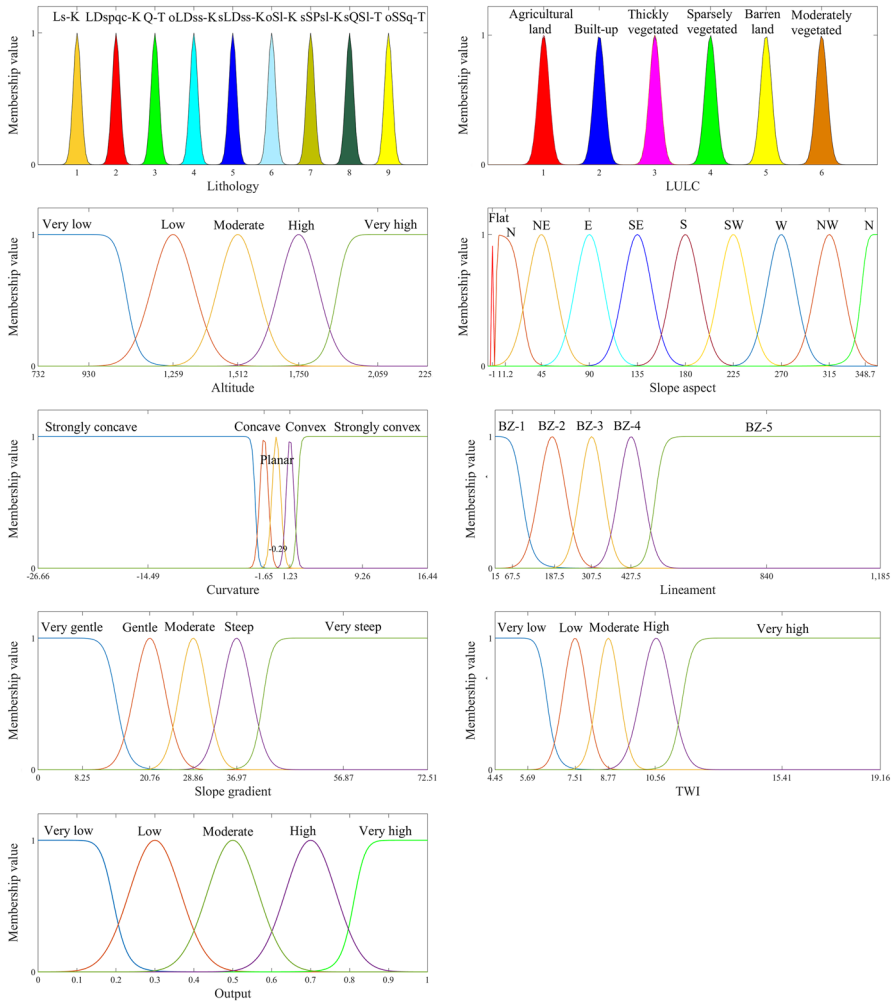 Ls-K LDspqc-K Q-T oLDss-K sLDss-K oSl-K sSPsl-K sQSl-T oSSq-T
Membership value
1
0
1 2 3 4 5 6 7 8 9
Lithology
Agricultural land
Built-up
Thickly vegetated
Sparsely vegetated
Barren land
Moderately vegetated
Membership value
1
0
1 2 3 4 5 6
LULC
Very low Low Moderate High Very high
Membership value
1
0
732 930 1,259 1,512 1,750 2,059 225
Altitude
Flat
N NE E SE S SW W NW N
Membership value
1
0
-1 11.2 45 90 135 180 225 270 315 348.7
Slope aspect
Strongly concave Concave Convex Strongly convex
Planar
Membership value
1
0
-0.29
-26.66 -14.49 -1.65 1.23 9.26 16.44
Curvature
BZ-1 BZ-2 BZ-3 BZ-4 BZ-5
Membership value
1
0
15 67.5 187.5 307.5 427.5 840 1,185
Lineament
Very gentle Gentle Moderate Steep Very steep
Membership value
1
0
0 8.25 20.76 28.86 36.97 56.87 72.51
Slope gradient
Very low Low Moderate High Very high
Membership value
1
0
4.45 5.69 7.51 8.77 10.56 15.41 19.16
TWI
Very low Low Moderate High Very high
Membership value
1
0
0 0.1 0.2 0.3 0.4 0.5 0.6 0.7 0.8 0.9 1
Output